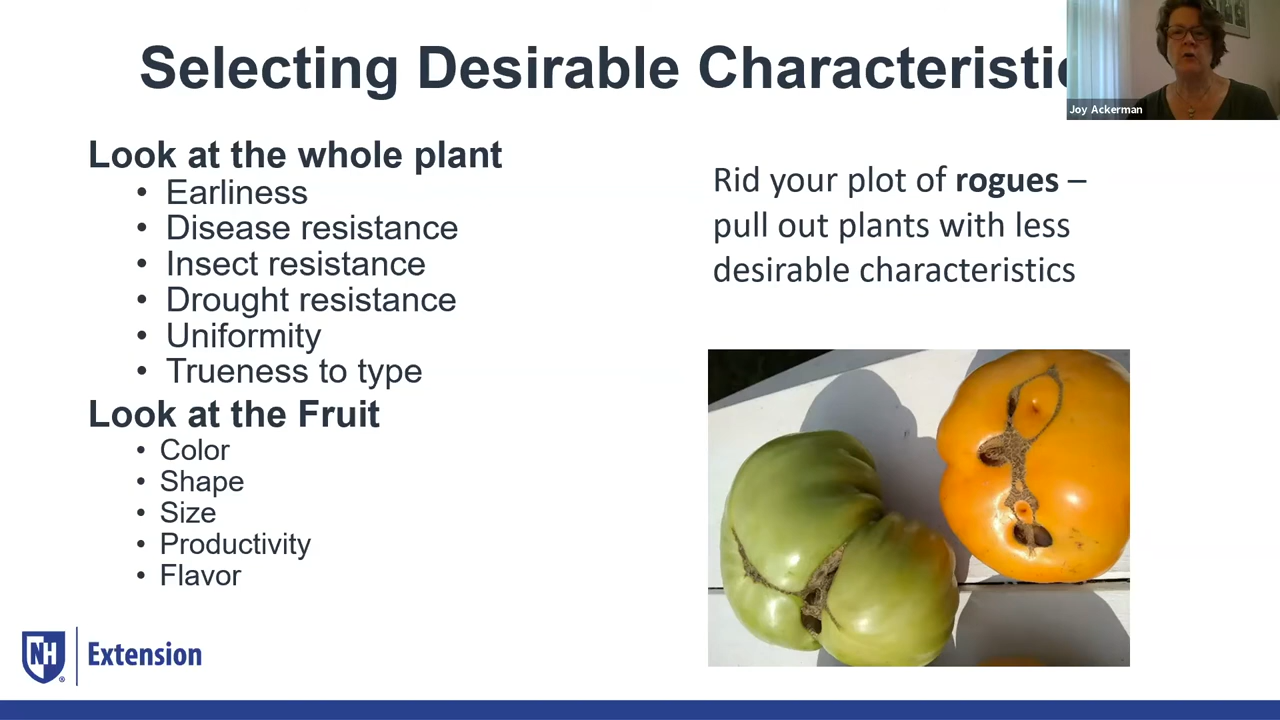 Selecting Desirable Characteristic
Joy Ackerman
Look at the whole plant
• Earliness
• Disease resistance
• Insect resistance
• Drought resistance
• Uniformity
• Trueness to type
Look at the Fruit
• Color
• Shape
• Size
• Productivity
• Flavor
Rid your plot of rogues –
pull out plants with less
desirable characteristics
NH
®
Extension